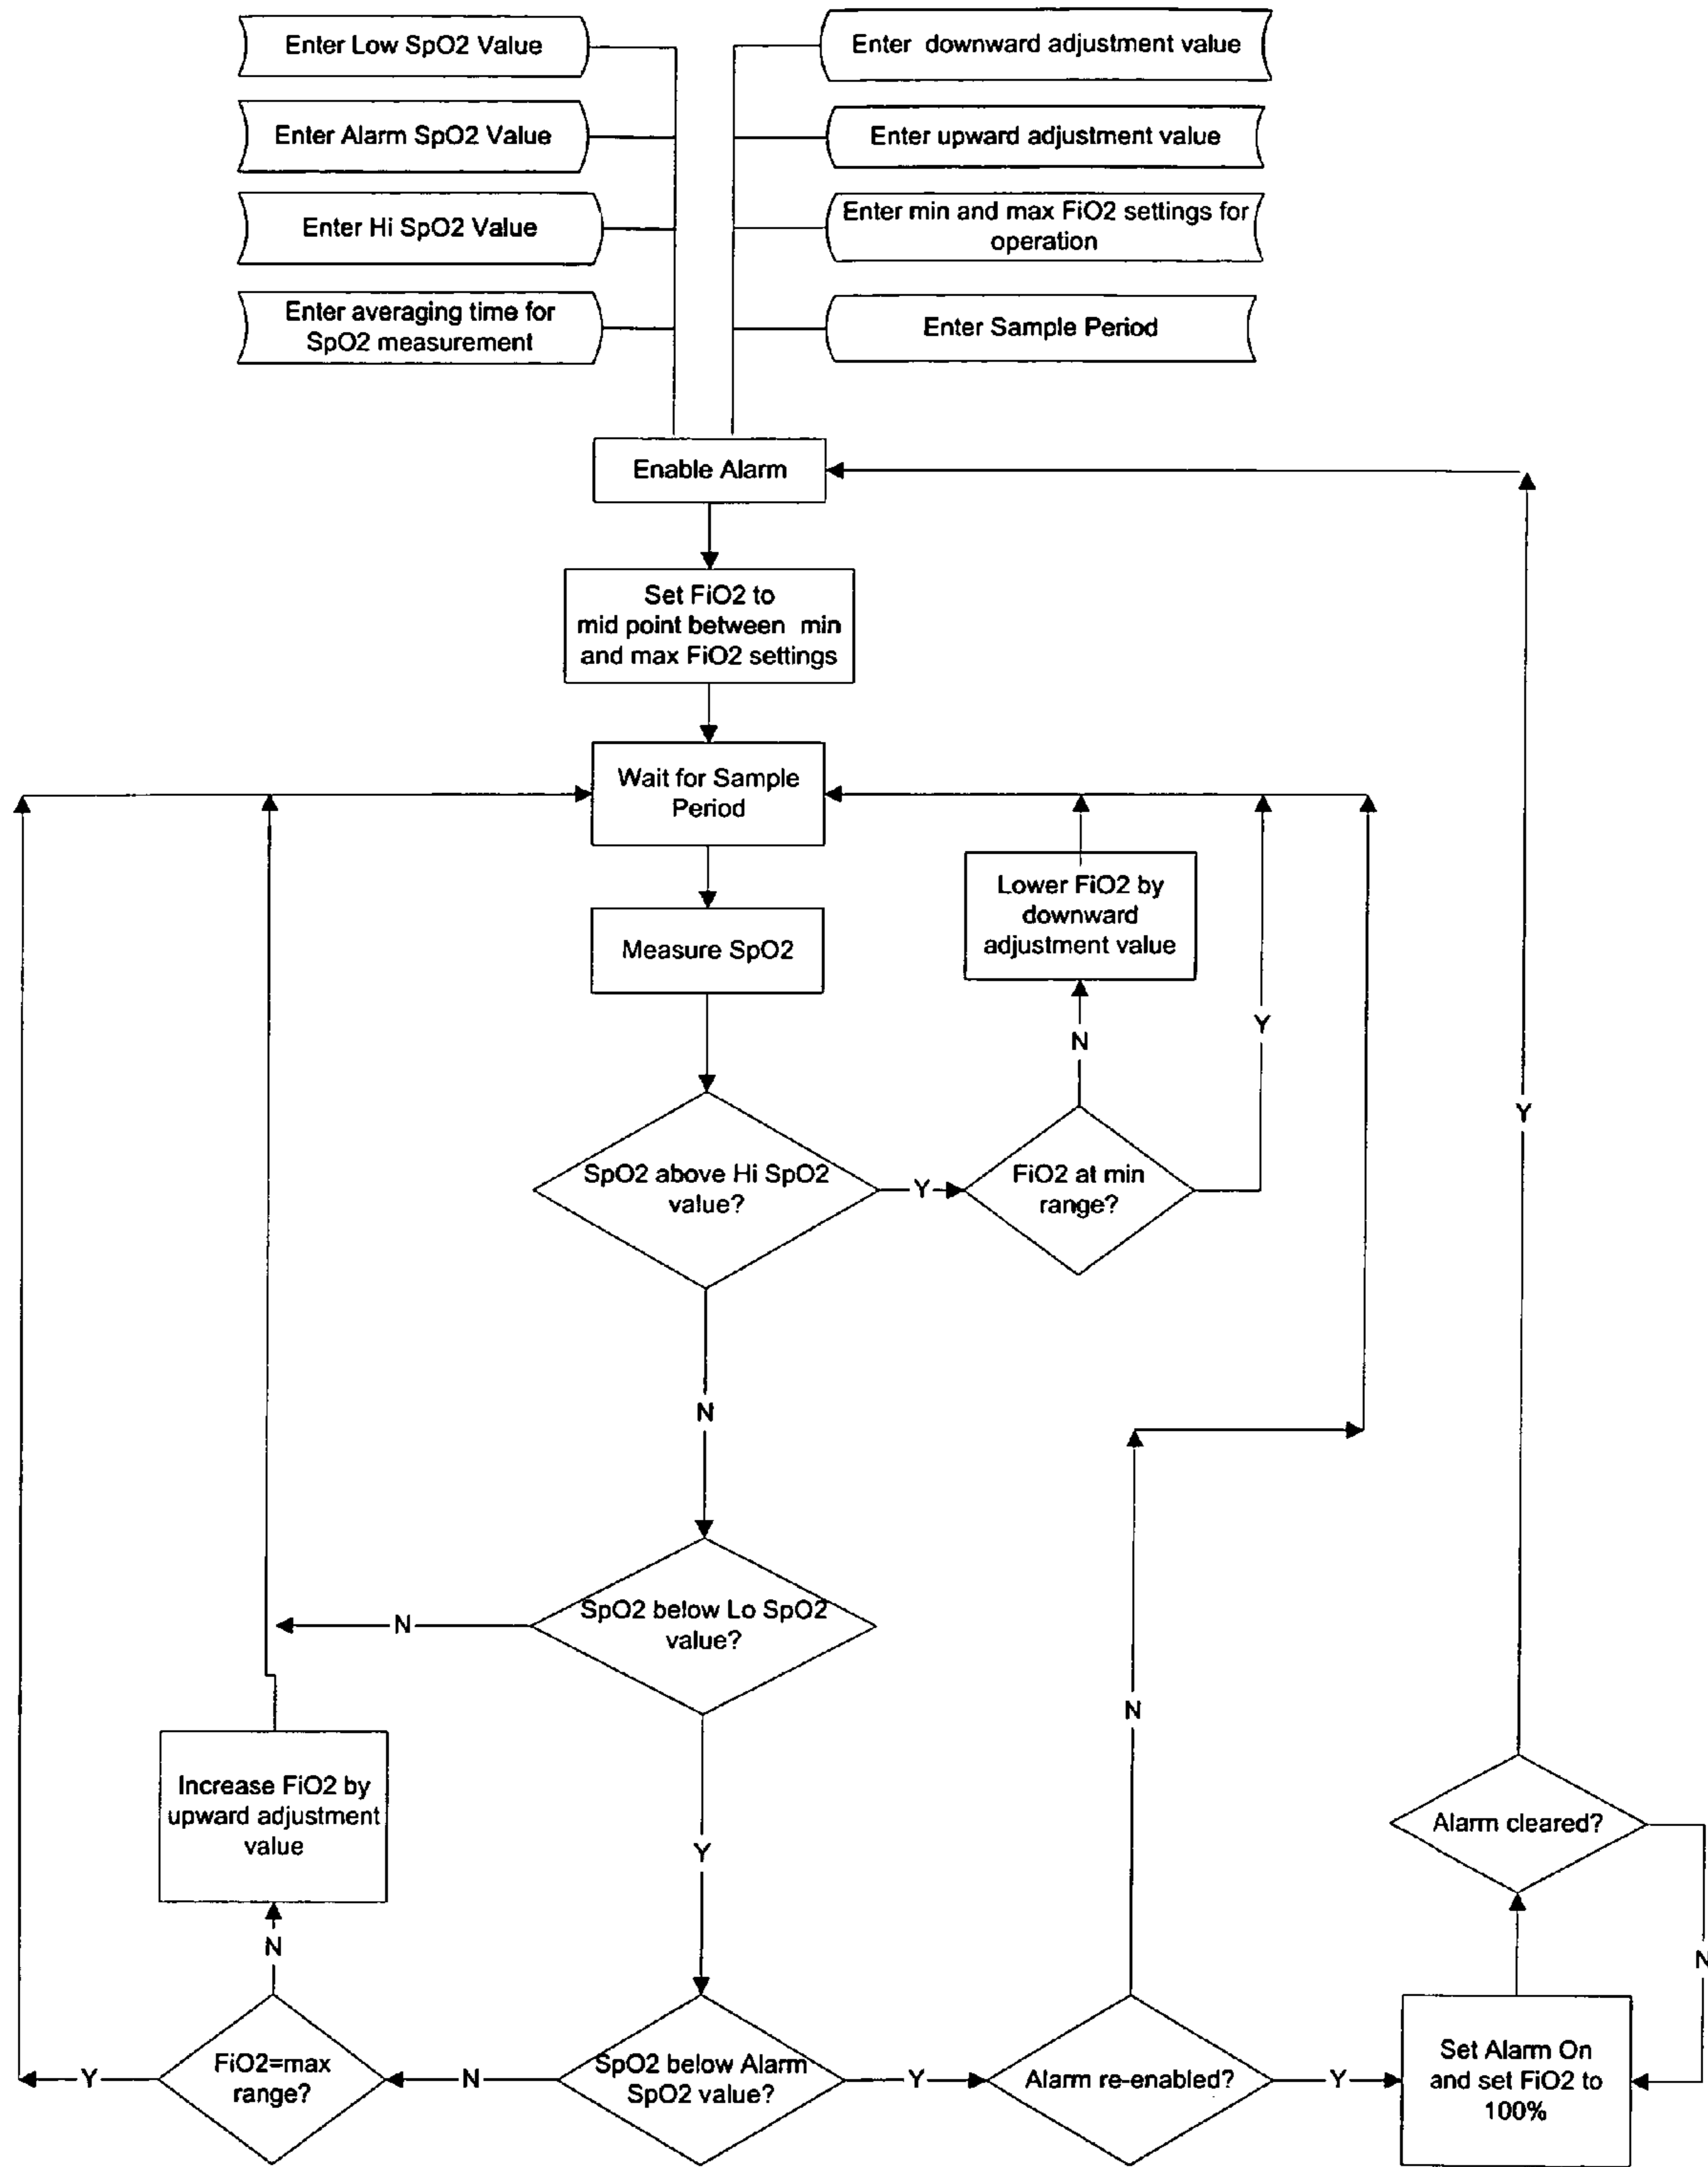 Enter Low SpO2 Value
Enter downward adjustment value
Enter Alarm SpO2 Value
Enter upward adjustment value
Enter Hi SpO2 Value
Enter min and max FiO2 settings for
operation
Enter averaging time for
SpO2 measurement
Enter Sample Period
Enable Alarm
Set FiO2 to
mid point between min
and max FiO2 settings
Wait for Sample
Period
Lower FiO2 by
downward
adjustment value
Measure SpO2
N
Y
Y
SpO2 above Hi SpO2
value?
Y
FiO2 at min
range?
N
SpO2 below Lo SpO2
value?
N
N
Increase FiO2 by
upward adjustment
value
Y
Alarm cleared?
N
N
FiO2=max
range?
Y
N
SpO2 below Alarm
SpO2 value?
Y
Alarm re-enabled?
Y
Set Alarm On
and set FiO2 to
100%